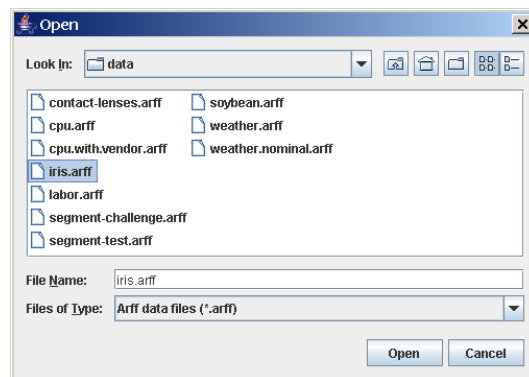 Open
Look In: data
contact-lenses.arff soybean.arff
cpu.arff weather.arff
cpu.with.vendor.arff weather.nominal.arff
iris.arff
labor.arff
segment-challenge.arff
segment-test.arff
File Name: iris.arff
Files of Type: Arff data files (*.arff)
Open Cancel